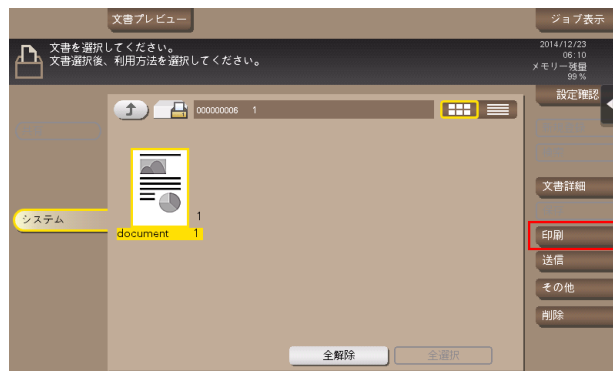 文書プレビュー
ジョブ表示
文書を選択してください。
文書選択後、利用方法を選択してください。
2014/12/23
06:10
メモリー残量
99 %
設定確認
000000006 1
文書詳細
1
システム
document 1
印刷
送信
その他
削除
全解除
全選択